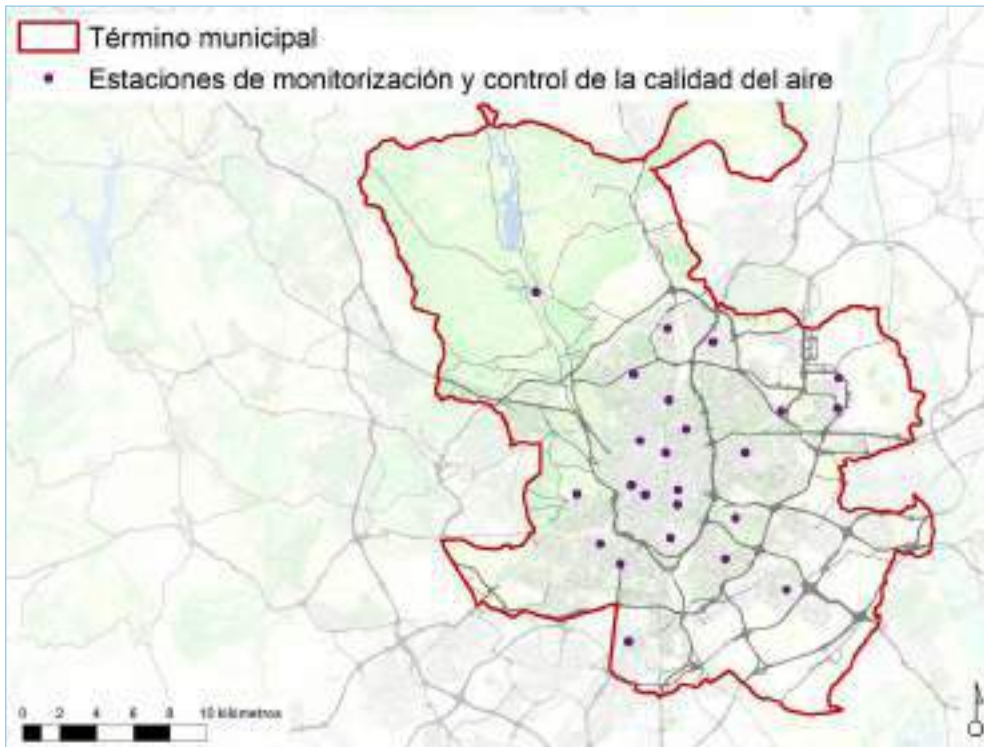 Término municipal
Estaciones de monitorización y control de la calidad del aire
0 2 4 6 8 10 kilómetros